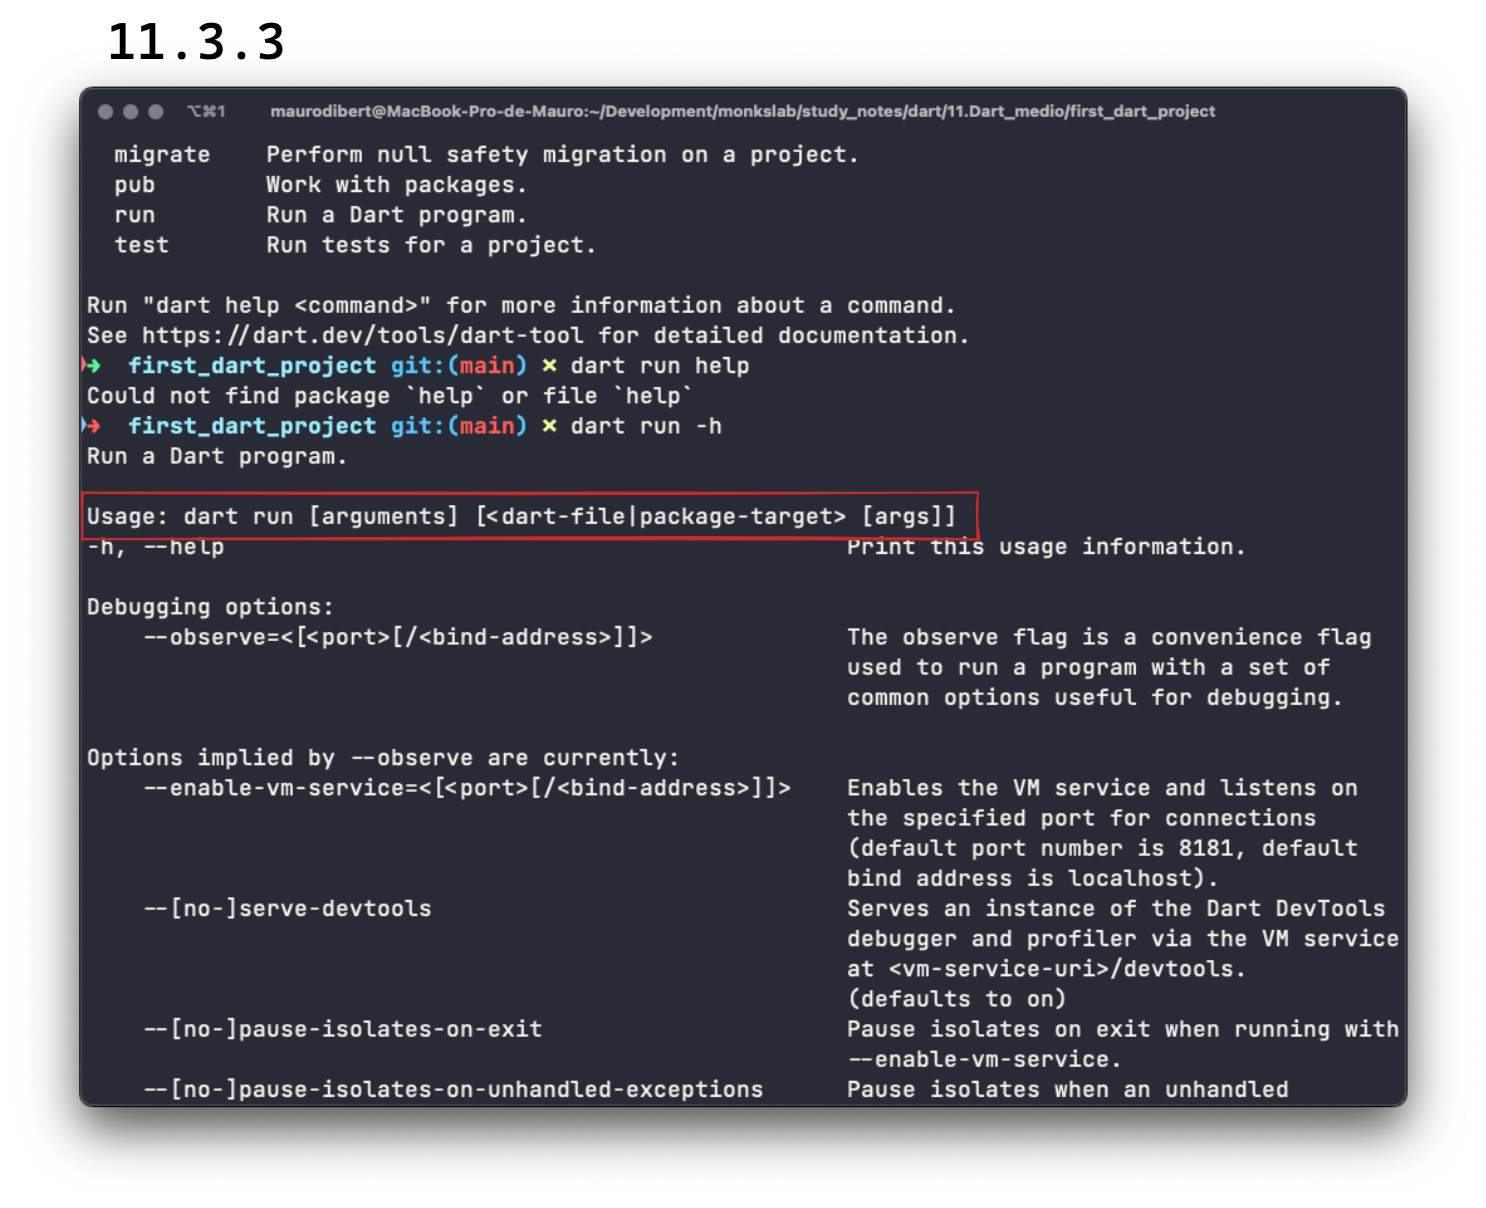 11.3.3
⌥⌘1 maurodibert@MacBook-Pro-de-Mauro:~/Development/monkslab/study_notes/dart/11.Dart_medio/first_dart_project
migrate Perform null safety migration on a project.
pub Work with packages.
run Run a Dart program.
test Run tests for a project.
Run "dart help <command>" for more information about a command.
See https://dart.dev/tools/dart-tool for detailed documentation.
➜ first_dart_project git:(main) ✗ dart run help
Could not find package `help` or file `help`
➜ first_dart_project git:(main) ✗ dart run -h
Run a Dart program.
Usage: dart run [arguments] [<dart-file|package-target> [args]]
-h, --help Print this usage information.
Debugging options:
--observe=<[<port>[/<bind-address>]]> The observe flag is a convenience flag
used to run a program with a set of
common options useful for debugging.
Options implied by --observe are currently:
--enable-vm-service=<[<port>[/<bind-address>]]> Enables the VM service and listens on
the specified port for connections
(default port number is 8181, default
bind address is localhost).
--[no-]serve-devtools Serves an instance of the Dart DevTools
debugger and profiler via the VM service
at <vm-service-uri>/devtools.
(defaults to on)
--[no-]pause-isolates-on-exit Pause isolates on exit when running with
--enable-vm-service.
--[no-]pause-isolates-on-unhandled-exceptions Pause isolates when an unhandled